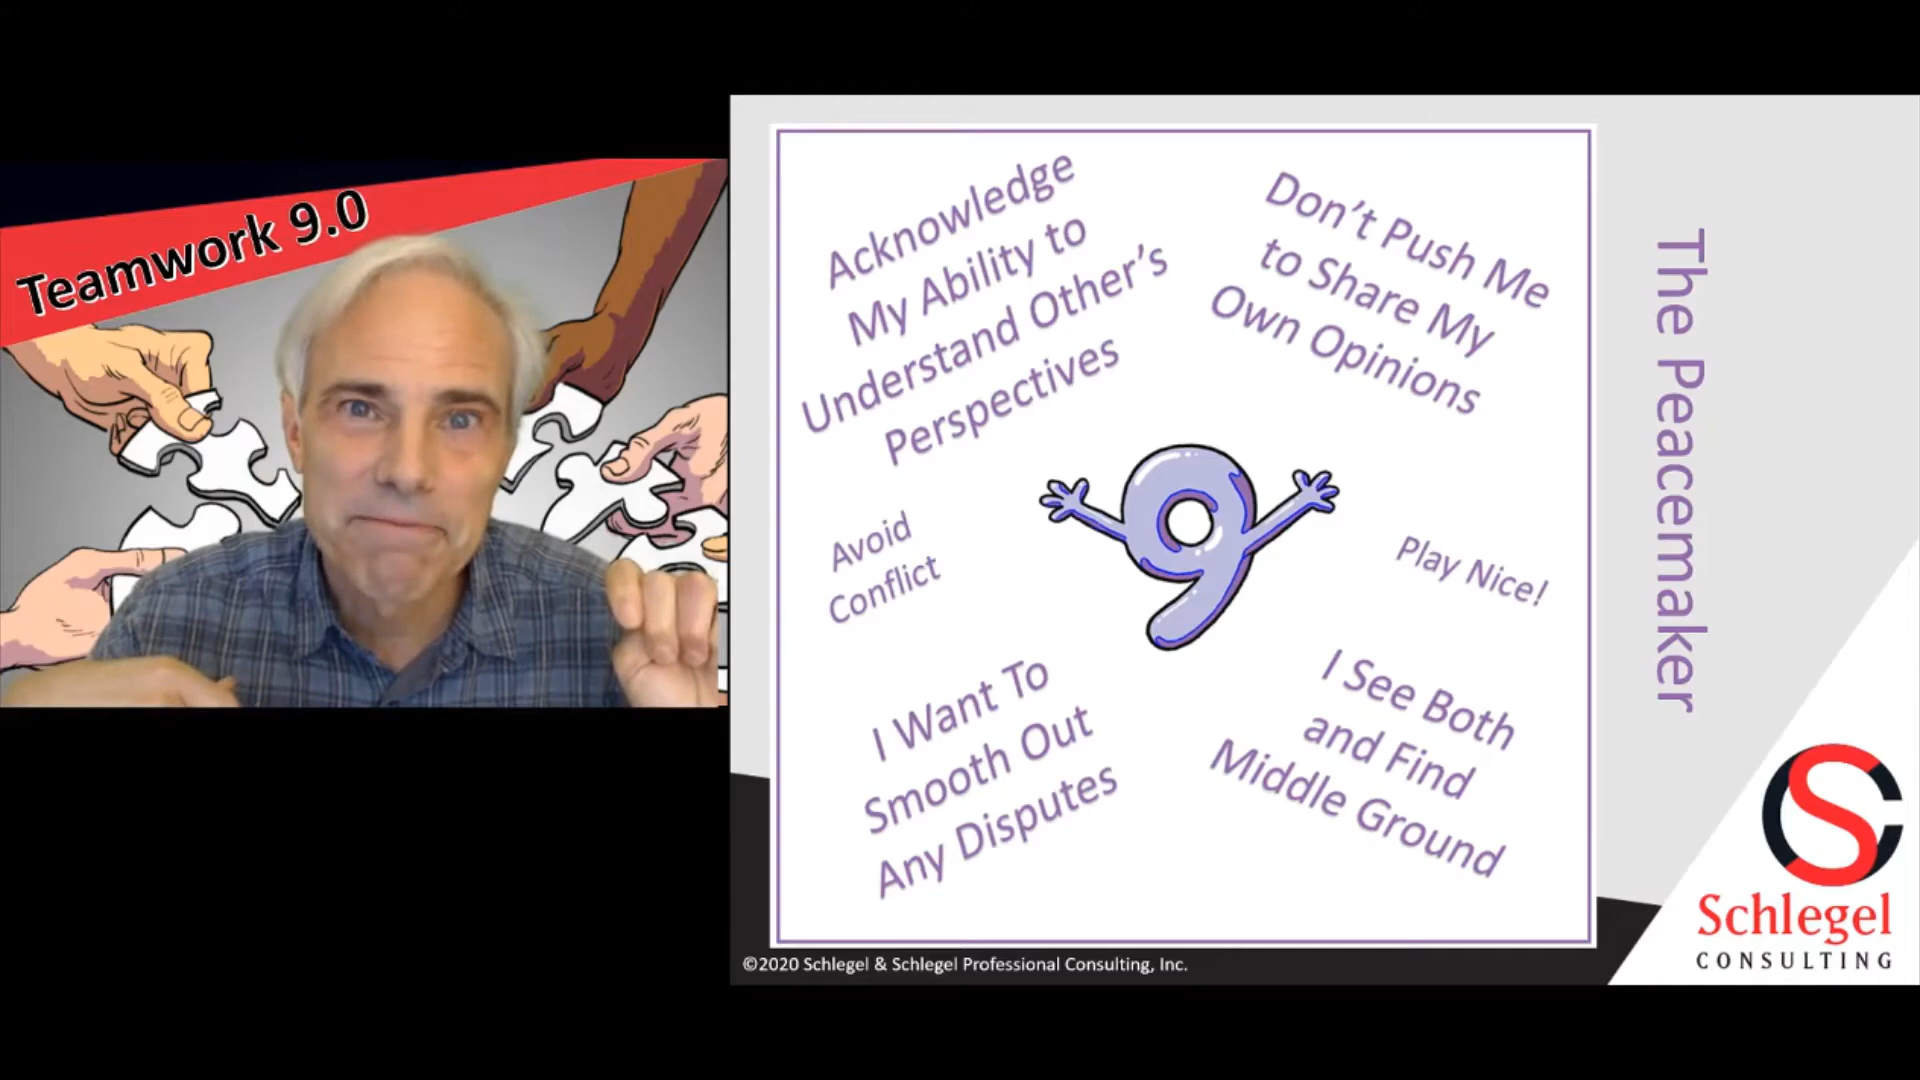 Teamwork 9.0
Acknowledge
My Ability to
Understand Other's
Perspectives
Don't Push Me
to Share My
Own Opinions
Avoid
Conflict
9
Play Nice!
I Want To
Smooth Out
Any Disputes
I See Both
and Find
Middle Ground
The Peacemaker
©2020 Schlegel & Schlegel Professional Consulting, Inc.
SC
Schlegel
CONSULTING